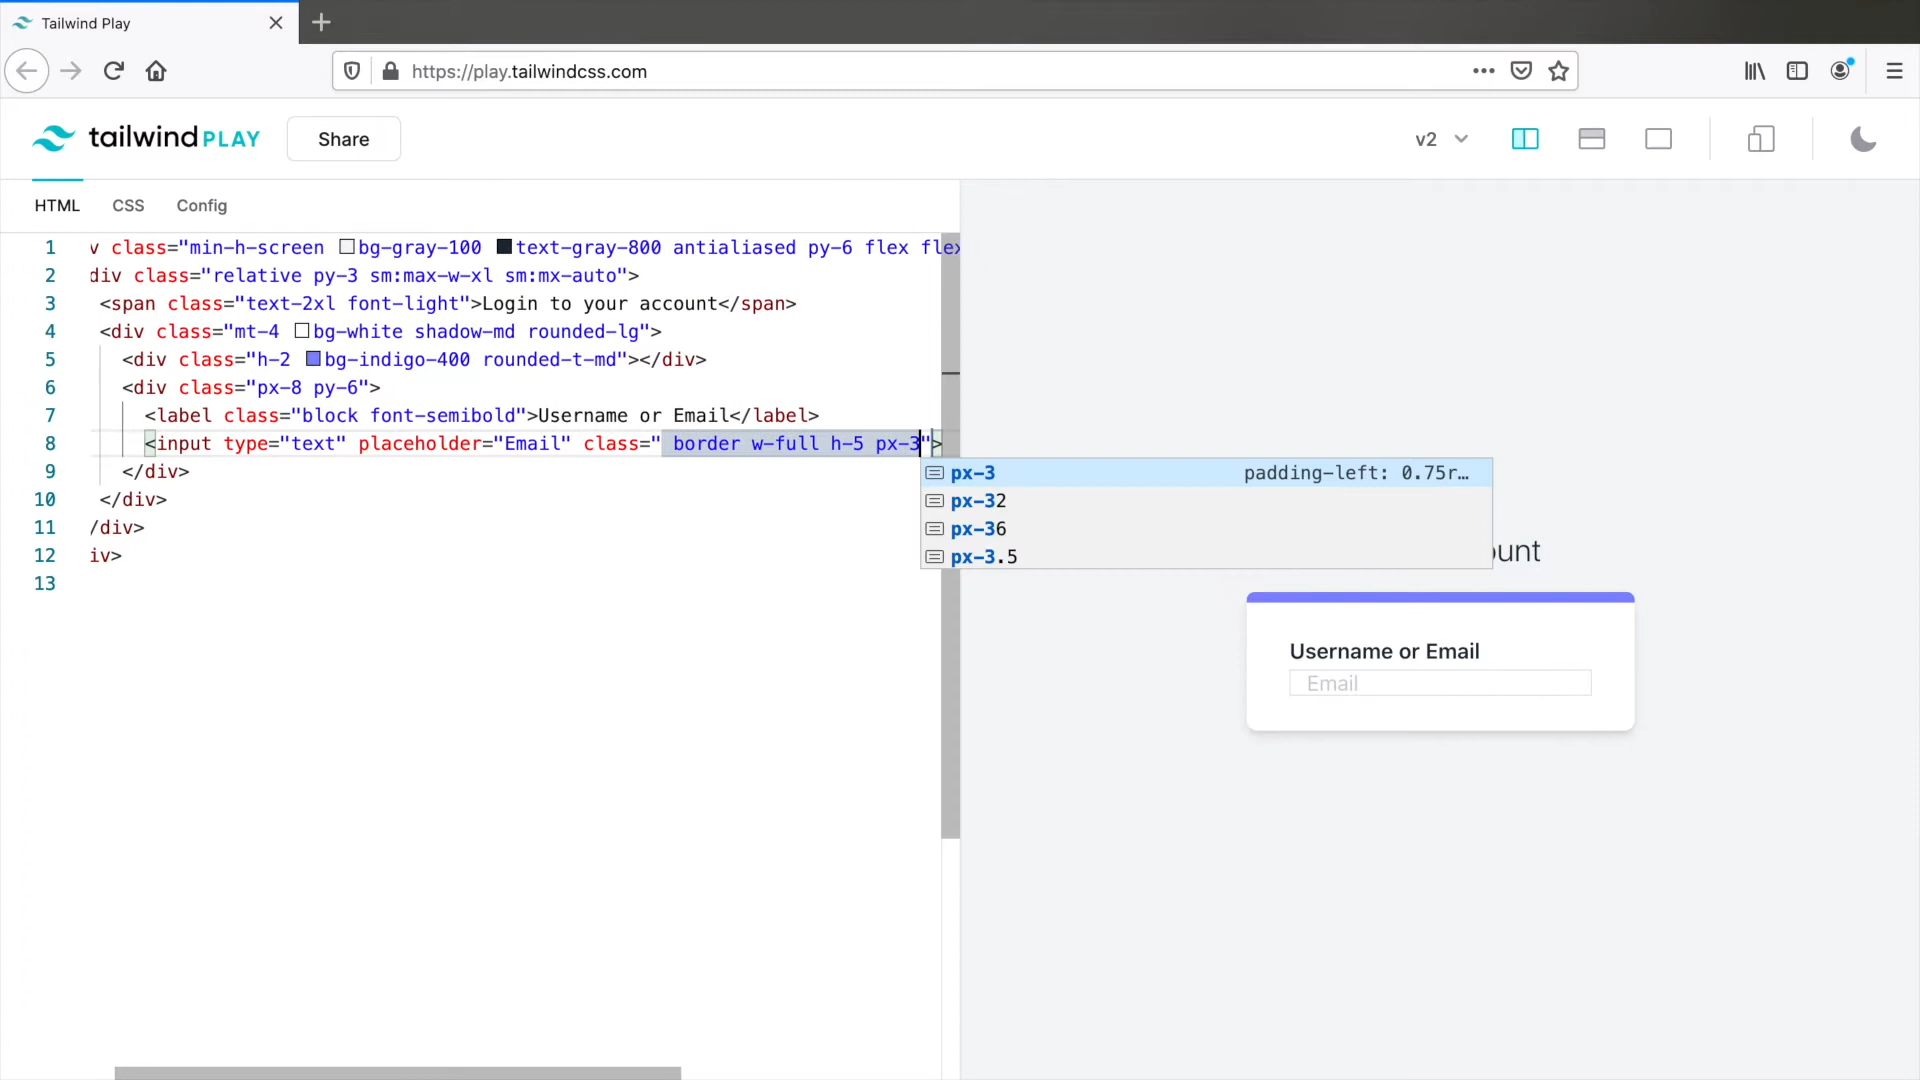 Tailwind Play
https://play.tailwindcss.com
tailwind PLAY
Share
v2
HTML CSS Config
1 v class="min-h-screen bg-gray-100 text-gray-800 antialiased py-6 flex flex
2 div class="relative py-3 sm:max-w-xl sm:mx-auto">
3 <span class="text-2xl font-light">Login to your account</span>
4 <div class="mt-4 bg-white shadow-md rounded-lg">
5 <div class="h-2 bg-indigo-400 rounded-t-md"></div>
6 <div class="px-8 py-6">
7 <label class="block font-semibold">Username or Email</label>
8 <input type="text" placeholder="Email" class=" border w-full h-5 px-3">
9 </div>
10 </div>
11 /div>
12 iv>
13
px-3 padding-left: 0.75r…
px-32
px-36
px-3.5
ount
Username or Email
Email